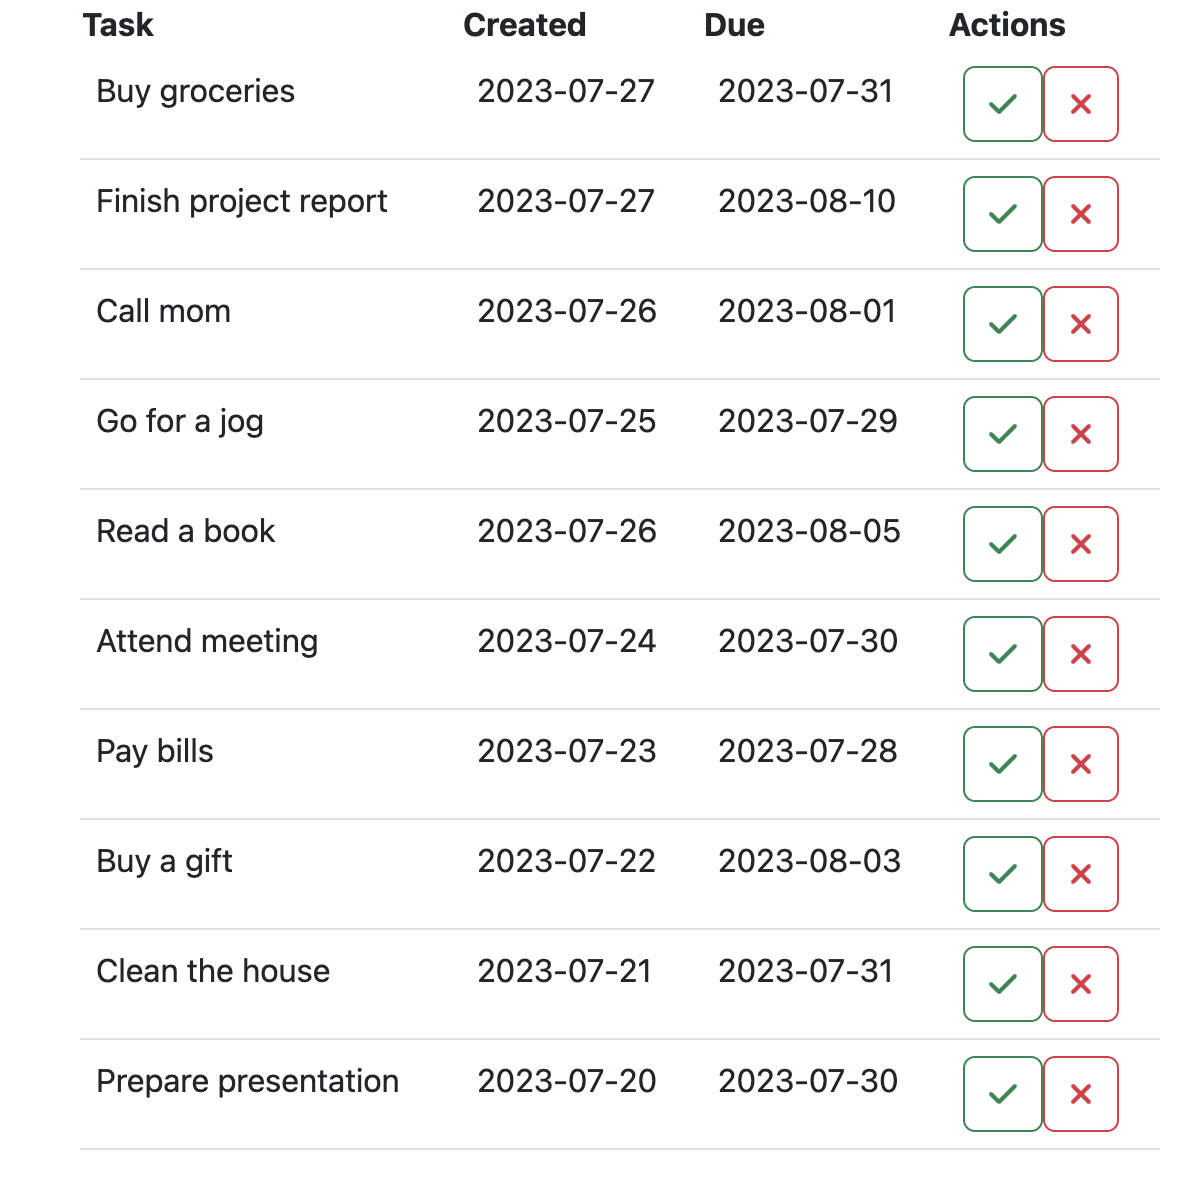 Task Created Due Actions
Buy groceries 2023-07-27 2023-07-31
Finish project report 2023-07-27 2023-08-10
Call mom 2023-07-26 2023-08-01
Go for a jog 2023-07-25 2023-07-29
Read a book 2023-07-26 2023-08-05
Attend meeting 2023-07-24 2023-07-30
Pay bills 2023-07-23 2023-07-28
Buy a gift 2023-07-22 2023-08-03
Clean the house 2023-07-21 2023-07-31
Prepare presentation 2023-07-20 2023-07-30